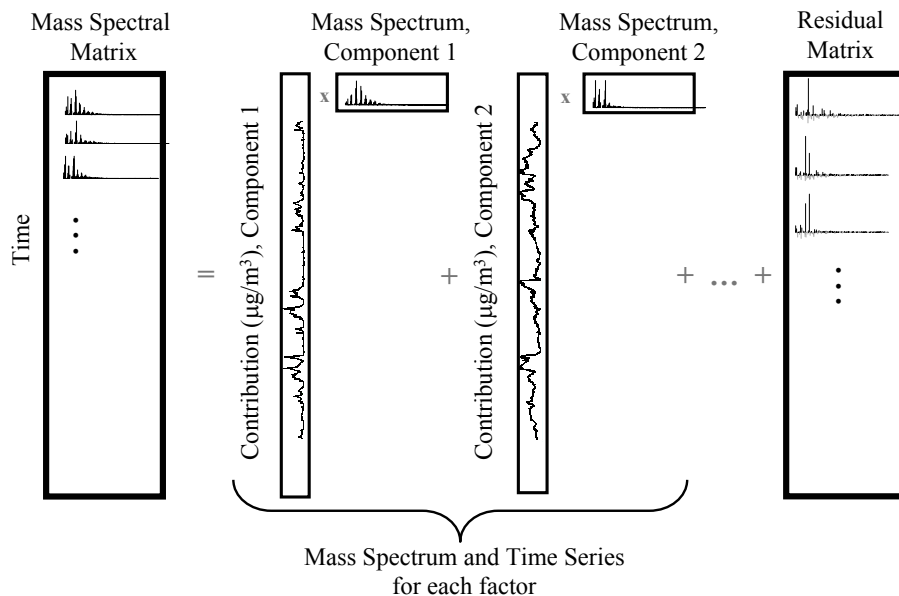 Mass Spectral
Matrix
Mass Spectrum,
Component 1
Mass Spectrum,
Component 2
Residual
Matrix
Time
=
Contribution (µg/m³), Component 1
x
+
Contribution (µg/m³), Component 2
x
+ ... +
Mass Spectrum and Time Series
for each factor